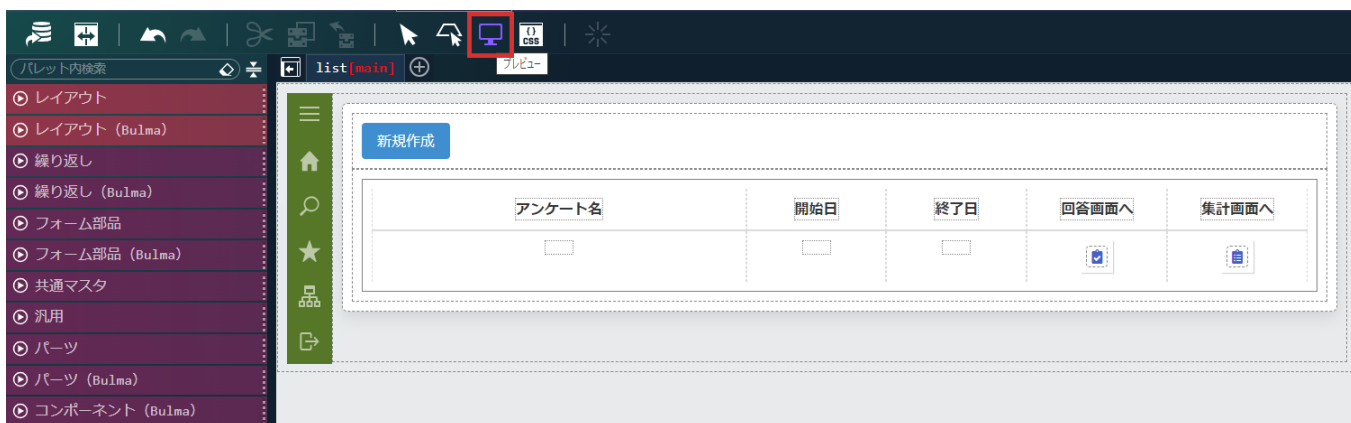 {} CSS
パレット内検索
list[main]
プレビュー
レイアウト
レイアウト (Bulma)
繰り返し
繰り返し (Bulma)
フォーム部品
フォーム部品 (Bulma)
共通マスタ
汎用
パーツ
パーツ (Bulma)
コンポーネント (Bulma)
新規作成
アンケート名 開始日 終了日 回答画面へ 集計画面へ